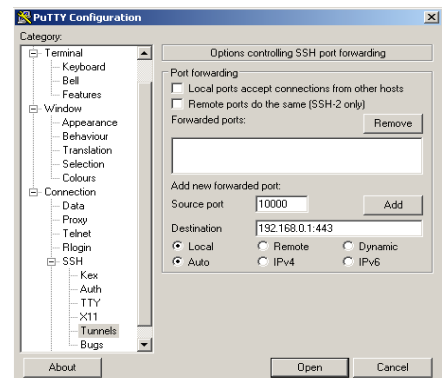 PuTTY Configuration
Category:
Terminal
Keyboard
Bell
Features
Window
Appearance
Behaviour
Translation
Selection
Colours
Connection
Data
Proxy
Telnet
Rlogin
SSH
Kex
Auth
TTY
X11
Tunnels
Bugs
Options controlling SSH port forwarding
Port forwarding
Local ports accept connections from other hosts
Remote ports do the same (SSH-2 only)
Forwarded ports:
Remove
Add new forwarded port:
Source port 10000 Add
Destination 192.168.0.1:443
Local Remote Dynamic
Auto IPv4 IPv6
About Open Cancel